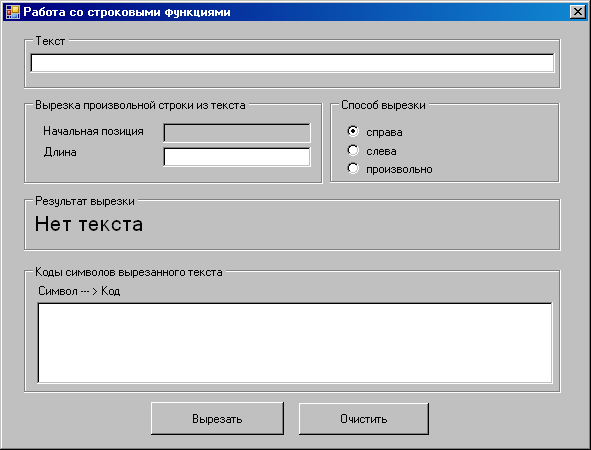 Работа со строковыми функциями
Текст
Вырезка произвольной строки из текста
Начальная позиция
Длина
Способ вырезки
справа
слева
произвольно
Результат вырезки
Нет текста
Коды символов вырезанного текста
Символ --- > Код
Вырезать
Очистить